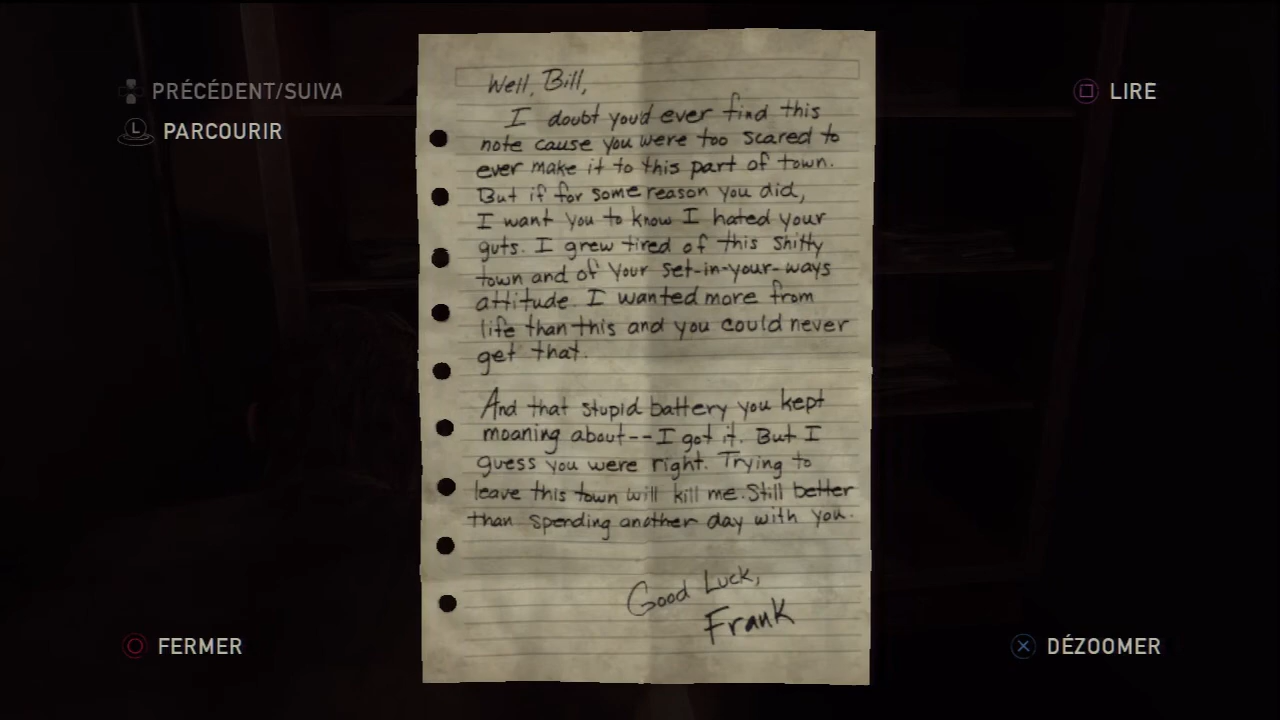 PRÉCÉDENT/SUIVA
PARCOURIR
LIRE
Well, Bill,
I doubt you'd ever find this
note cause you were too scared to
ever make it to this part of town.
But if for some reason you did,
I want you to know I hated your
guts. I grew tired of this shitty
town and of your set-in-your-ways
attitude. I wanted more from
life than this and you could never
get that.
And that stupid battery you kept
moaning about--I got it. But I
guess you were right. Trying to
leave this town will kill me. Still better
than spending another day with you.
Good Luck,
Frank
FERMER
DÉZOOMER